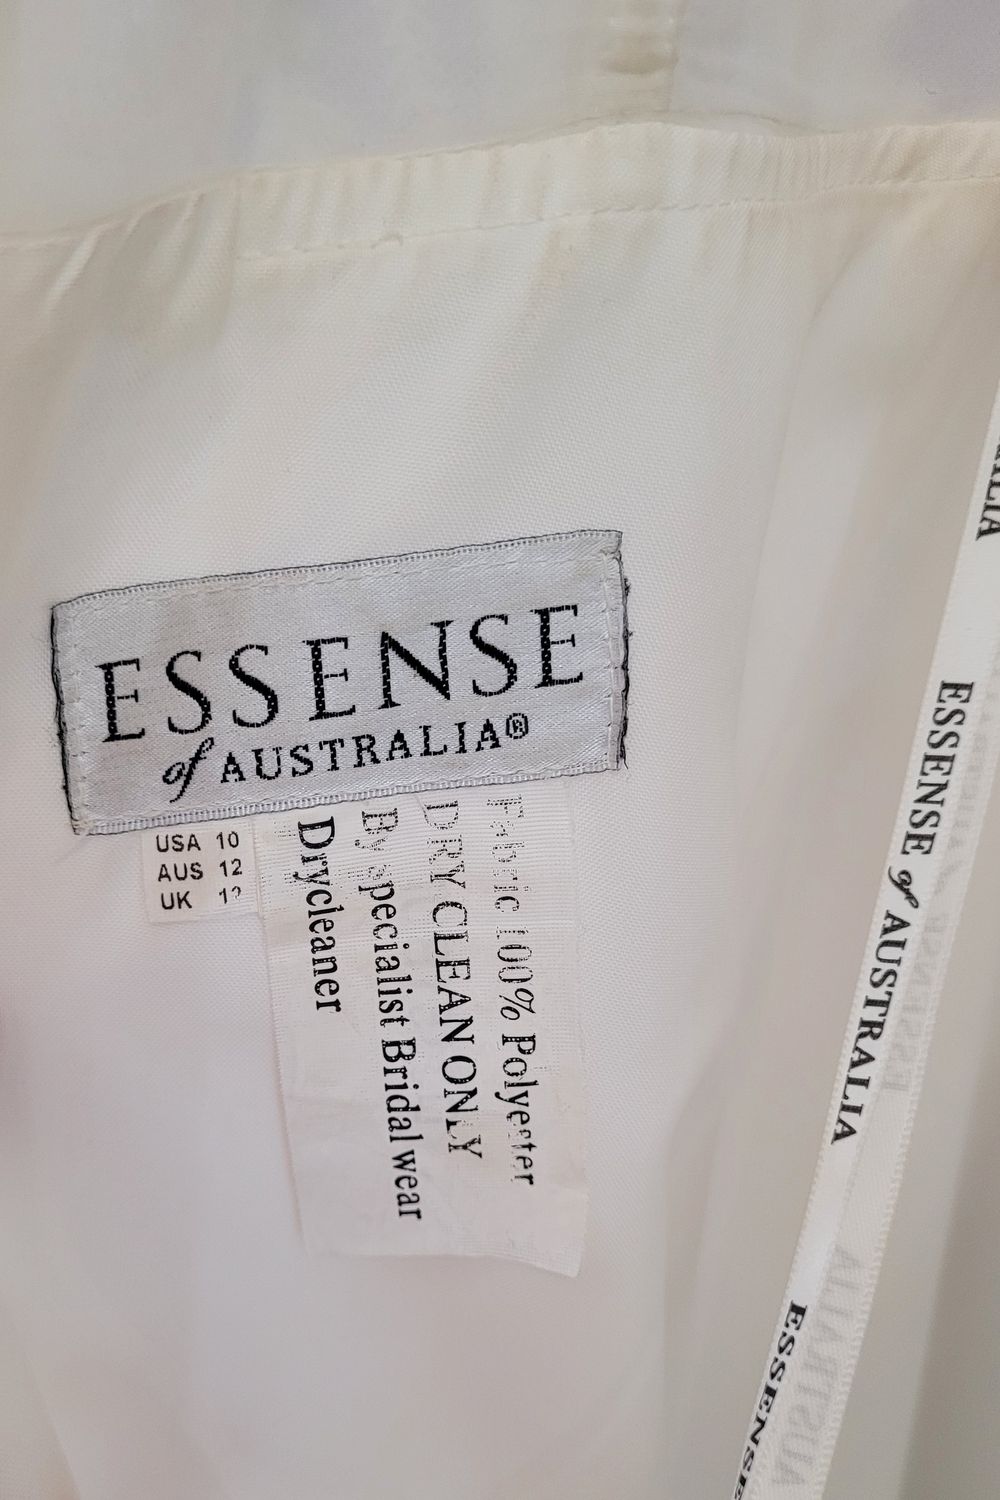 ESSENSE
of AUSTRALIA®
USA 10
AUS 12
UK
Fabric 100% Polyester
DRY CLEAN ONLY
By specialist Bridal wear
Drycleaner
ESSENSE of AUSTRALIA
ESSENSE